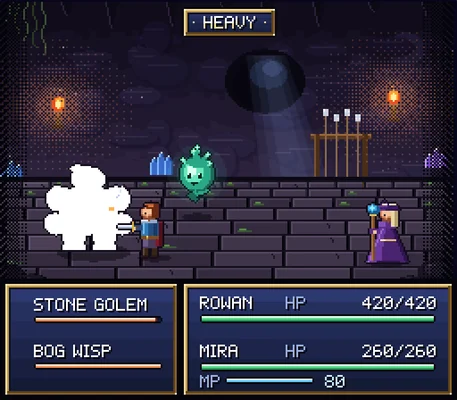 · HEAVY ·
STONE GOLEM
BOG WISP
ROWAN HP 420/420
MIRA HP 260/260
MP 80